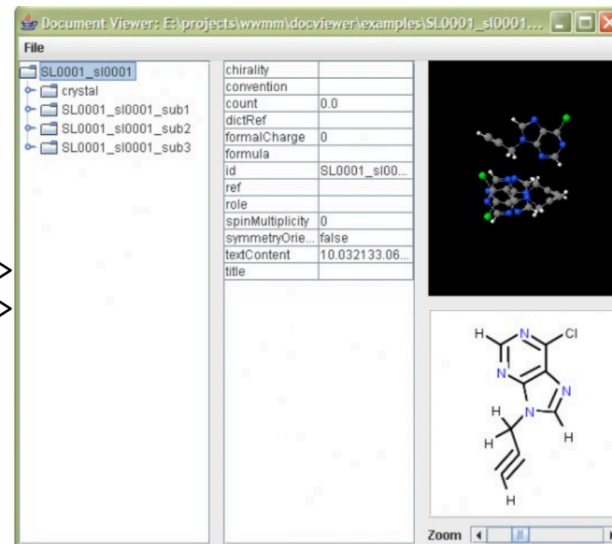 Document Viewer: E:\projects\wwmm\docviewer\examples\SL0001_sl0001...
File
SL0001_sl0001
crystal
SL0001_sl0001_sub1
SL0001_sl0001_sub2
SL0001_sl0001_sub3
chirality
convention
count 0.0
dictRef
formalCharge 0
formula
id SL0001_sl00...
ref
role
spinMultiplicity 0
symmetryOrie... false
textContent 10.032133.06...
title
H N Cl
N N
N
H H
H
H
Zoom